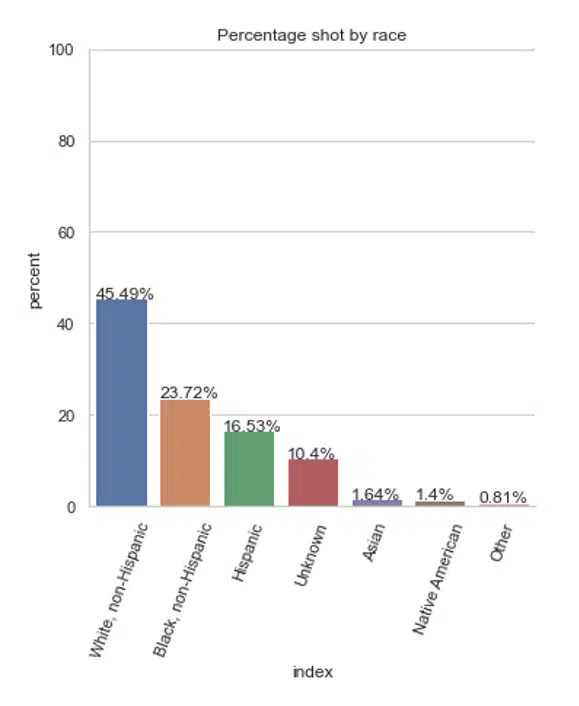 Percentage shot by race
100
80
60
40
20
0
percent
45.49%
23.72%
16.53%
10.4%
1.64%
1.4%
0.81%
White, non-Hispanic
Black, non-Hispanic
Hispanic
Unknown
Asian
Native American
Other
index